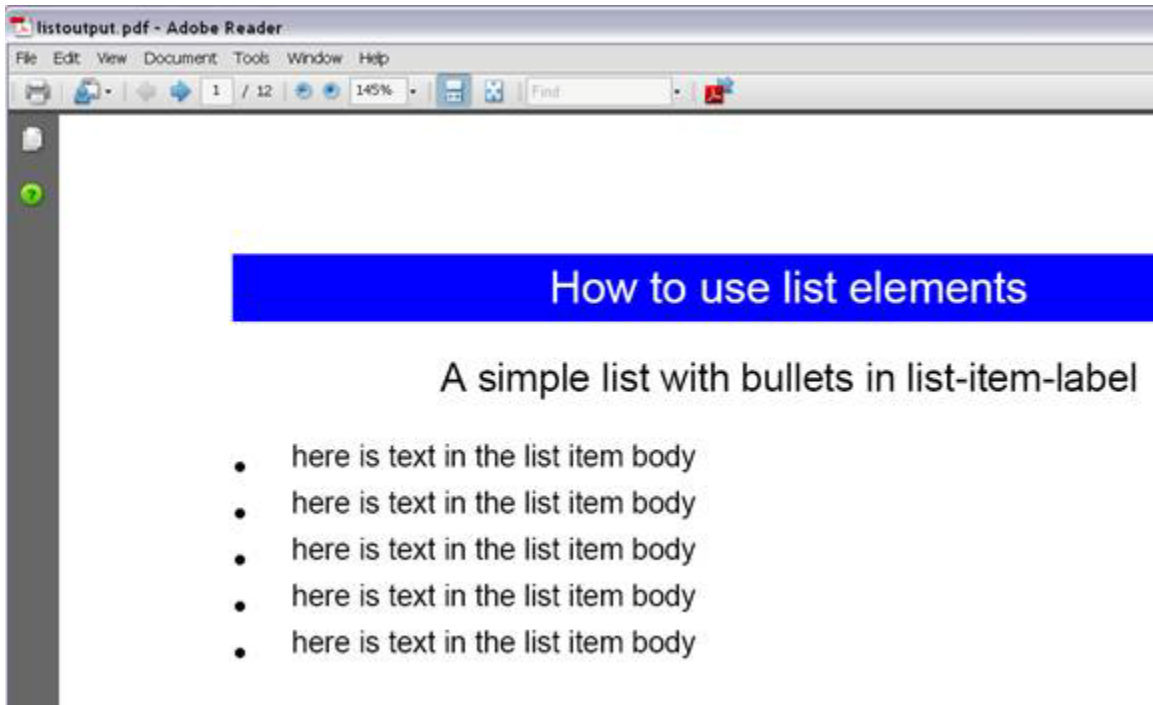 listoutput.pdf - Adobe Reader
File Edit View Document Tools Window Help
1 / 12 145% Find
How to use list elements
A simple list with bullets in list-item-label
• here is text in the list item body
• here is text in the list item body
• here is text in the list item body
• here is text in the list item body
• here is text in the list item body